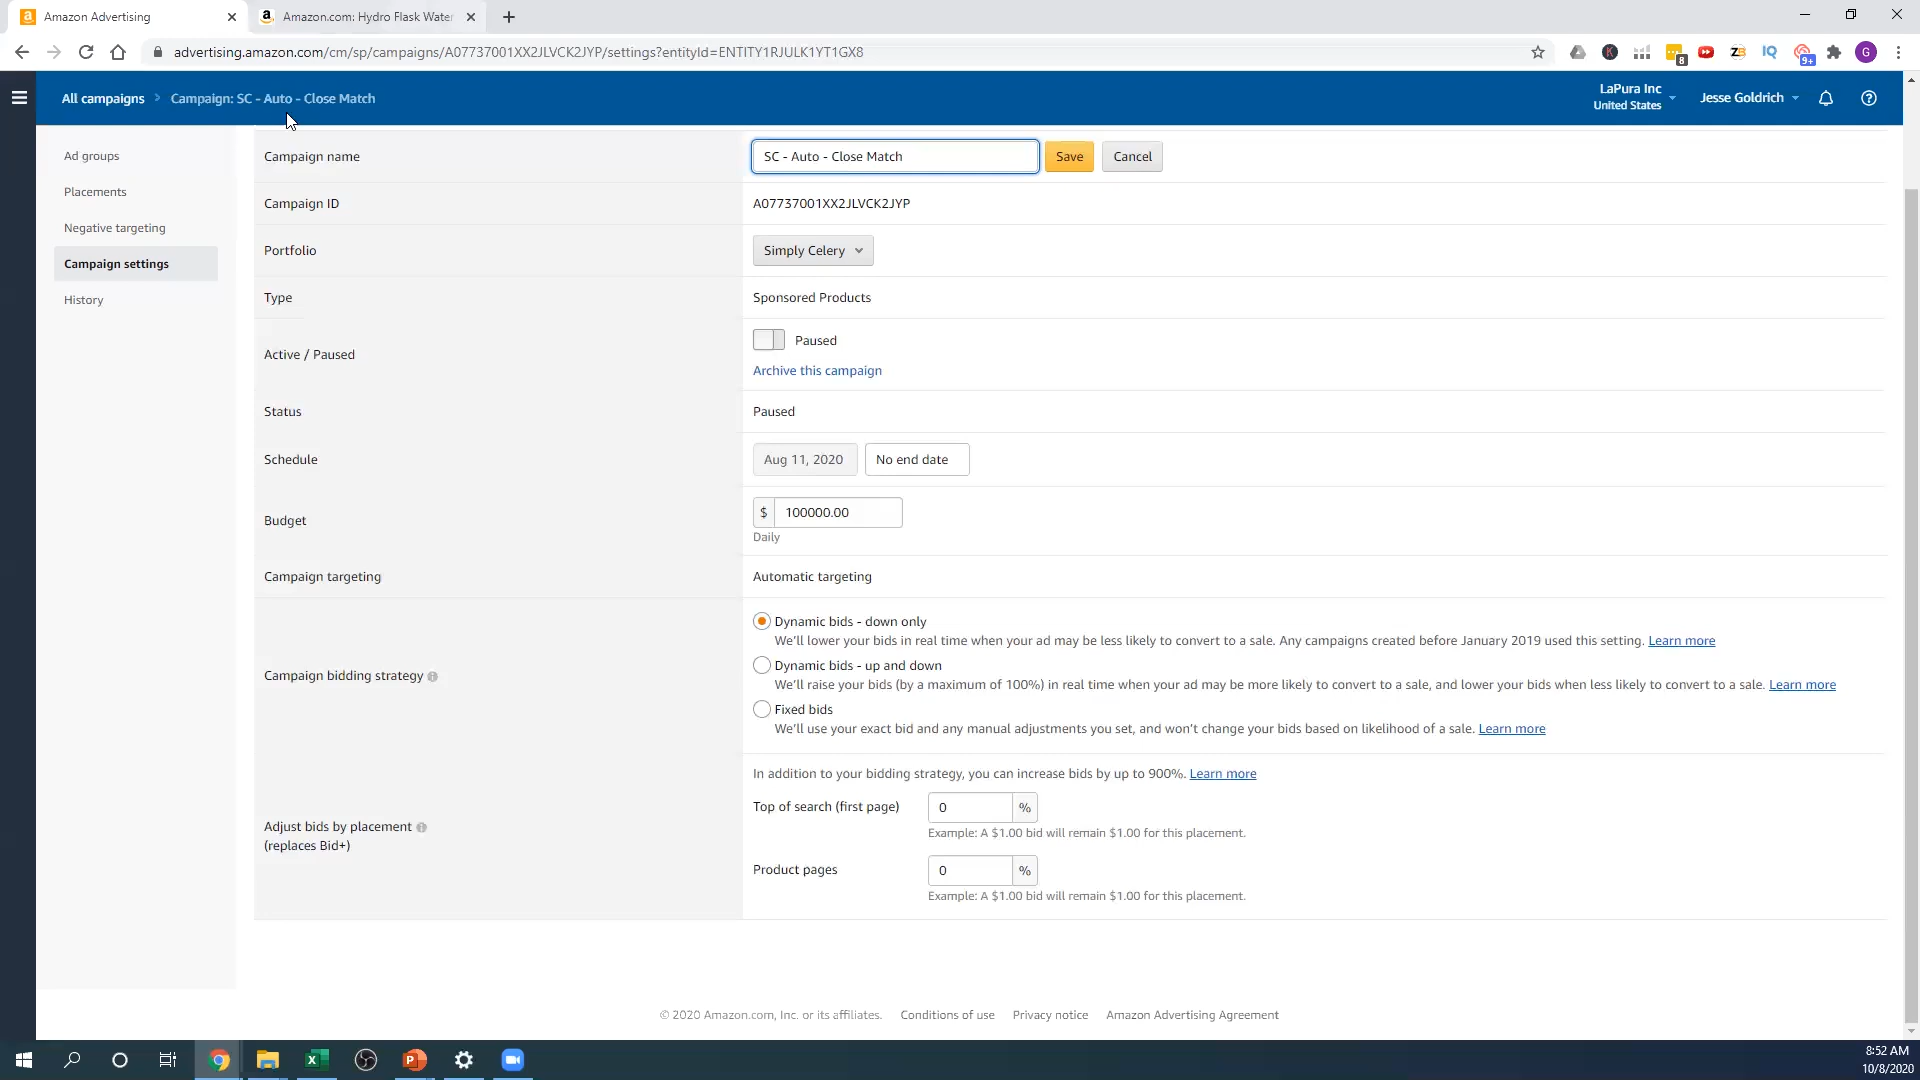 Amazon Advertising
Amazon.com: Hydro Flask Water
advertising.amazon.com/cm/sp/campaigns/A07737001XX2JLVCK2JYP/settings?entityId=ENTITY1RJULK1YT1GX8
8
ZB
IQ
9+
G
All campaigns
Campaign: SC - Auto - Close Match
LaPura Inc
United States
Jesse Goldrich
Ad groups
Placements
Negative targeting
Campaign settings
History
Campaign name
SC - Auto - Close Match
Save
Cancel
Campaign ID
A07737001XX2JLVCK2JYP
Portfolio
Simply Celery
Type
Sponsored Products
Active / Paused
Paused
Archive this campaign
Status
Paused
Schedule
Aug 11, 2020
No end date
Budget
$ 100000.00
Daily
Campaign targeting
Automatic targeting
Campaign bidding strategy
Dynamic bids - down only
We'll lower your bids in real time when your ad may be less likely to convert to a sale. Any campaigns created before January 2019 used this setting. Learn more
Dynamic bids - up and down
We'll raise your bids (by a maximum of 100%) in real time when your ad may be more likely to convert to a sale, and lower your bids when less likely to convert to a sale. Learn more
Fixed bids
We'll use your exact bid and any manual adjustments you set, and won't change your bids based on likelihood of a sale. Learn more
Adjust bids by placement
(replaces Bid+)
In addition to your bidding strategy, you can increase bids by up to 900%. Learn more
Top of search (first page)
0 %
Example: A $1.00 bid will remain $1.00 for this placement.
Product pages
0 %
Example: A $1.00 bid will remain $1.00 for this placement.
© 2020 Amazon.com, Inc. or its affiliates.
Conditions of use
Privacy notice
Amazon Advertising Agreement
8:52 AM
10/8/2020